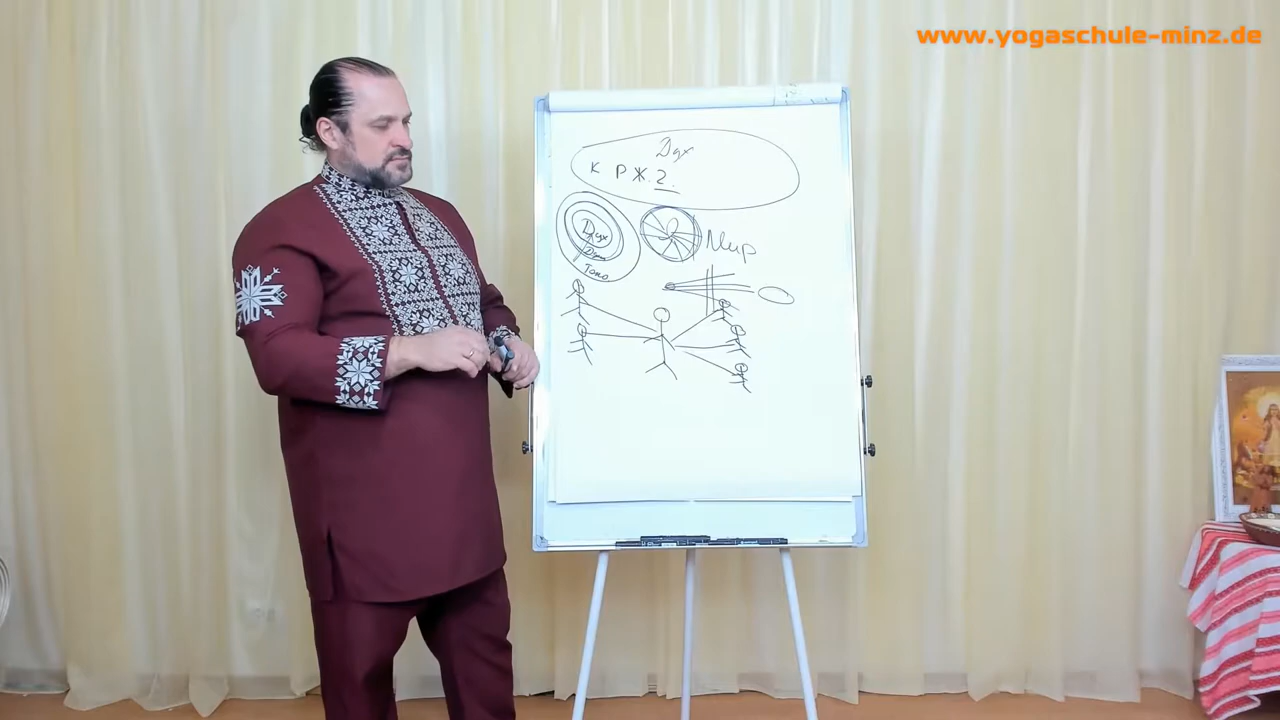 www.yogaschule-minz.de
Дух
К Р Ж 2.
Дух
Мир
Тело